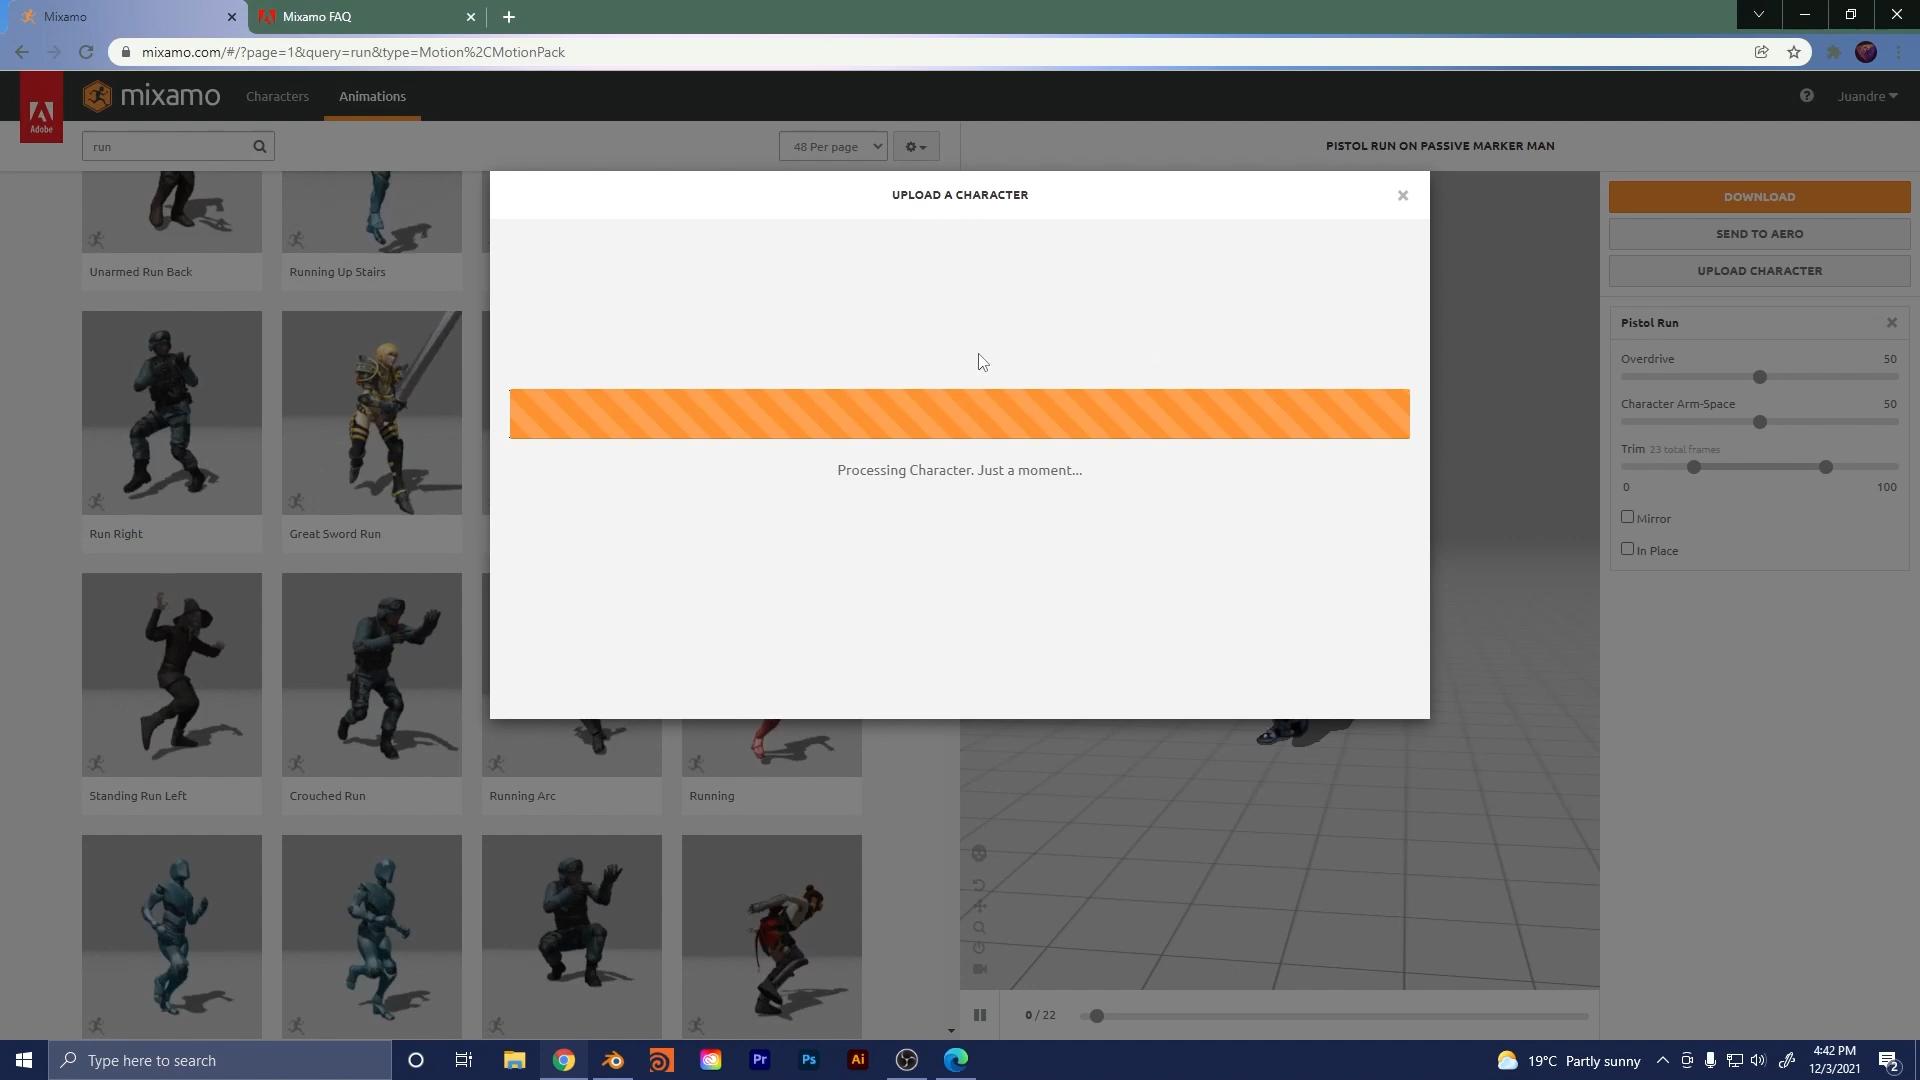 Mixamo
Mixamo FAQ
mixamo.com/#/?page=1&query=run&type=Motion%2CMotionPack
Adobe
mixamo
Characters
Animations
Juandre
run
48 Per page
PISTOL RUN ON PASSIVE MARKER MAN
UPLOAD A CHARACTER
Processing Character. Just a moment...
DOWNLOAD
SEND TO AERO
UPLOAD CHARACTER
Pistol Run
Overdrive 50
Character Arm-Space 50
Trim 23 total frames
0 100
Mirror
In Place
Unarmed Run Back
Running Up Stairs
Run Right
Great Sword Run
Standing Run Left
Crouched Run
Running Arc
Running
0 / 22
Type here to search
Pr
Ps
Ai
19°C Partly sunny
4:42 PM
12/3/2021
2